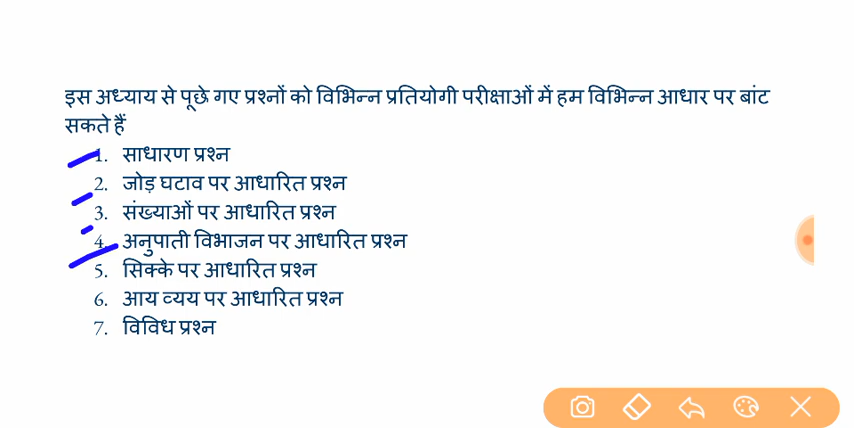 इस अध्याय से पूछे गए प्रश्नों को विभिन्न प्रतियोगी परीक्षाओं में हम विभिन्न आधार पर बांट
सकते हैं
1. साधारण प्रश्न
2. जोड़ घटाव पर आधारित प्रश्न
3. संख्याओं पर आधारित प्रश्न
4. अनुपाती विभाजन पर आधारित प्रश्न
5. सिक्के पर आधारित प्रश्न
6. आय व्यय पर आधारित प्रश्न
7. विविध प्रश्न